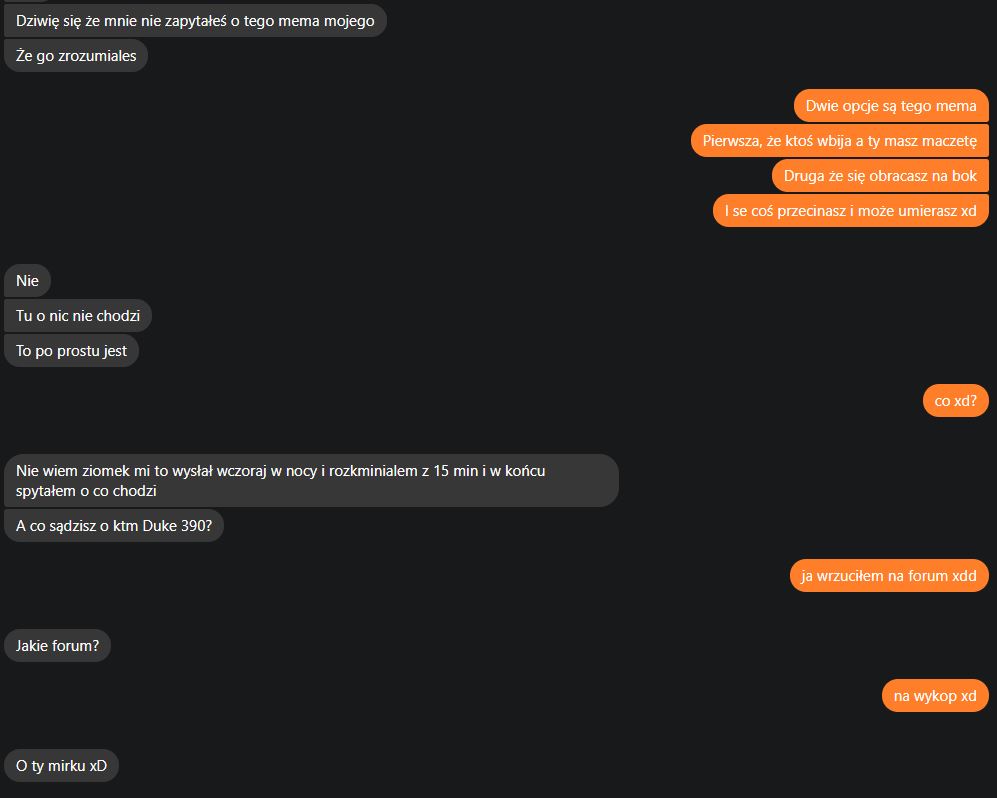 Dziwię się że mnie nie zapytałeś o tego mema mojego
Że go zrozumiales
Dwie opcje są tego mema
Pierwsza, że ktoś wbija a ty masz maczetę
Druga że się obracasz na bok
I se coś przecinasz i może umierasz xd
Nie
Tu o nic nie chodzi
To po prostu jest
co xd?
Nie wiem ziomek mi to wysłał wczoraj w nocy i rozkminialem z 15 min i w końcu
spytałem o co chodzi
A co sądzisz o ktm Duke 390?
ja wrzuciłem na forum xdd
Jakie forum?
na wykop xd
O ty mirku xD